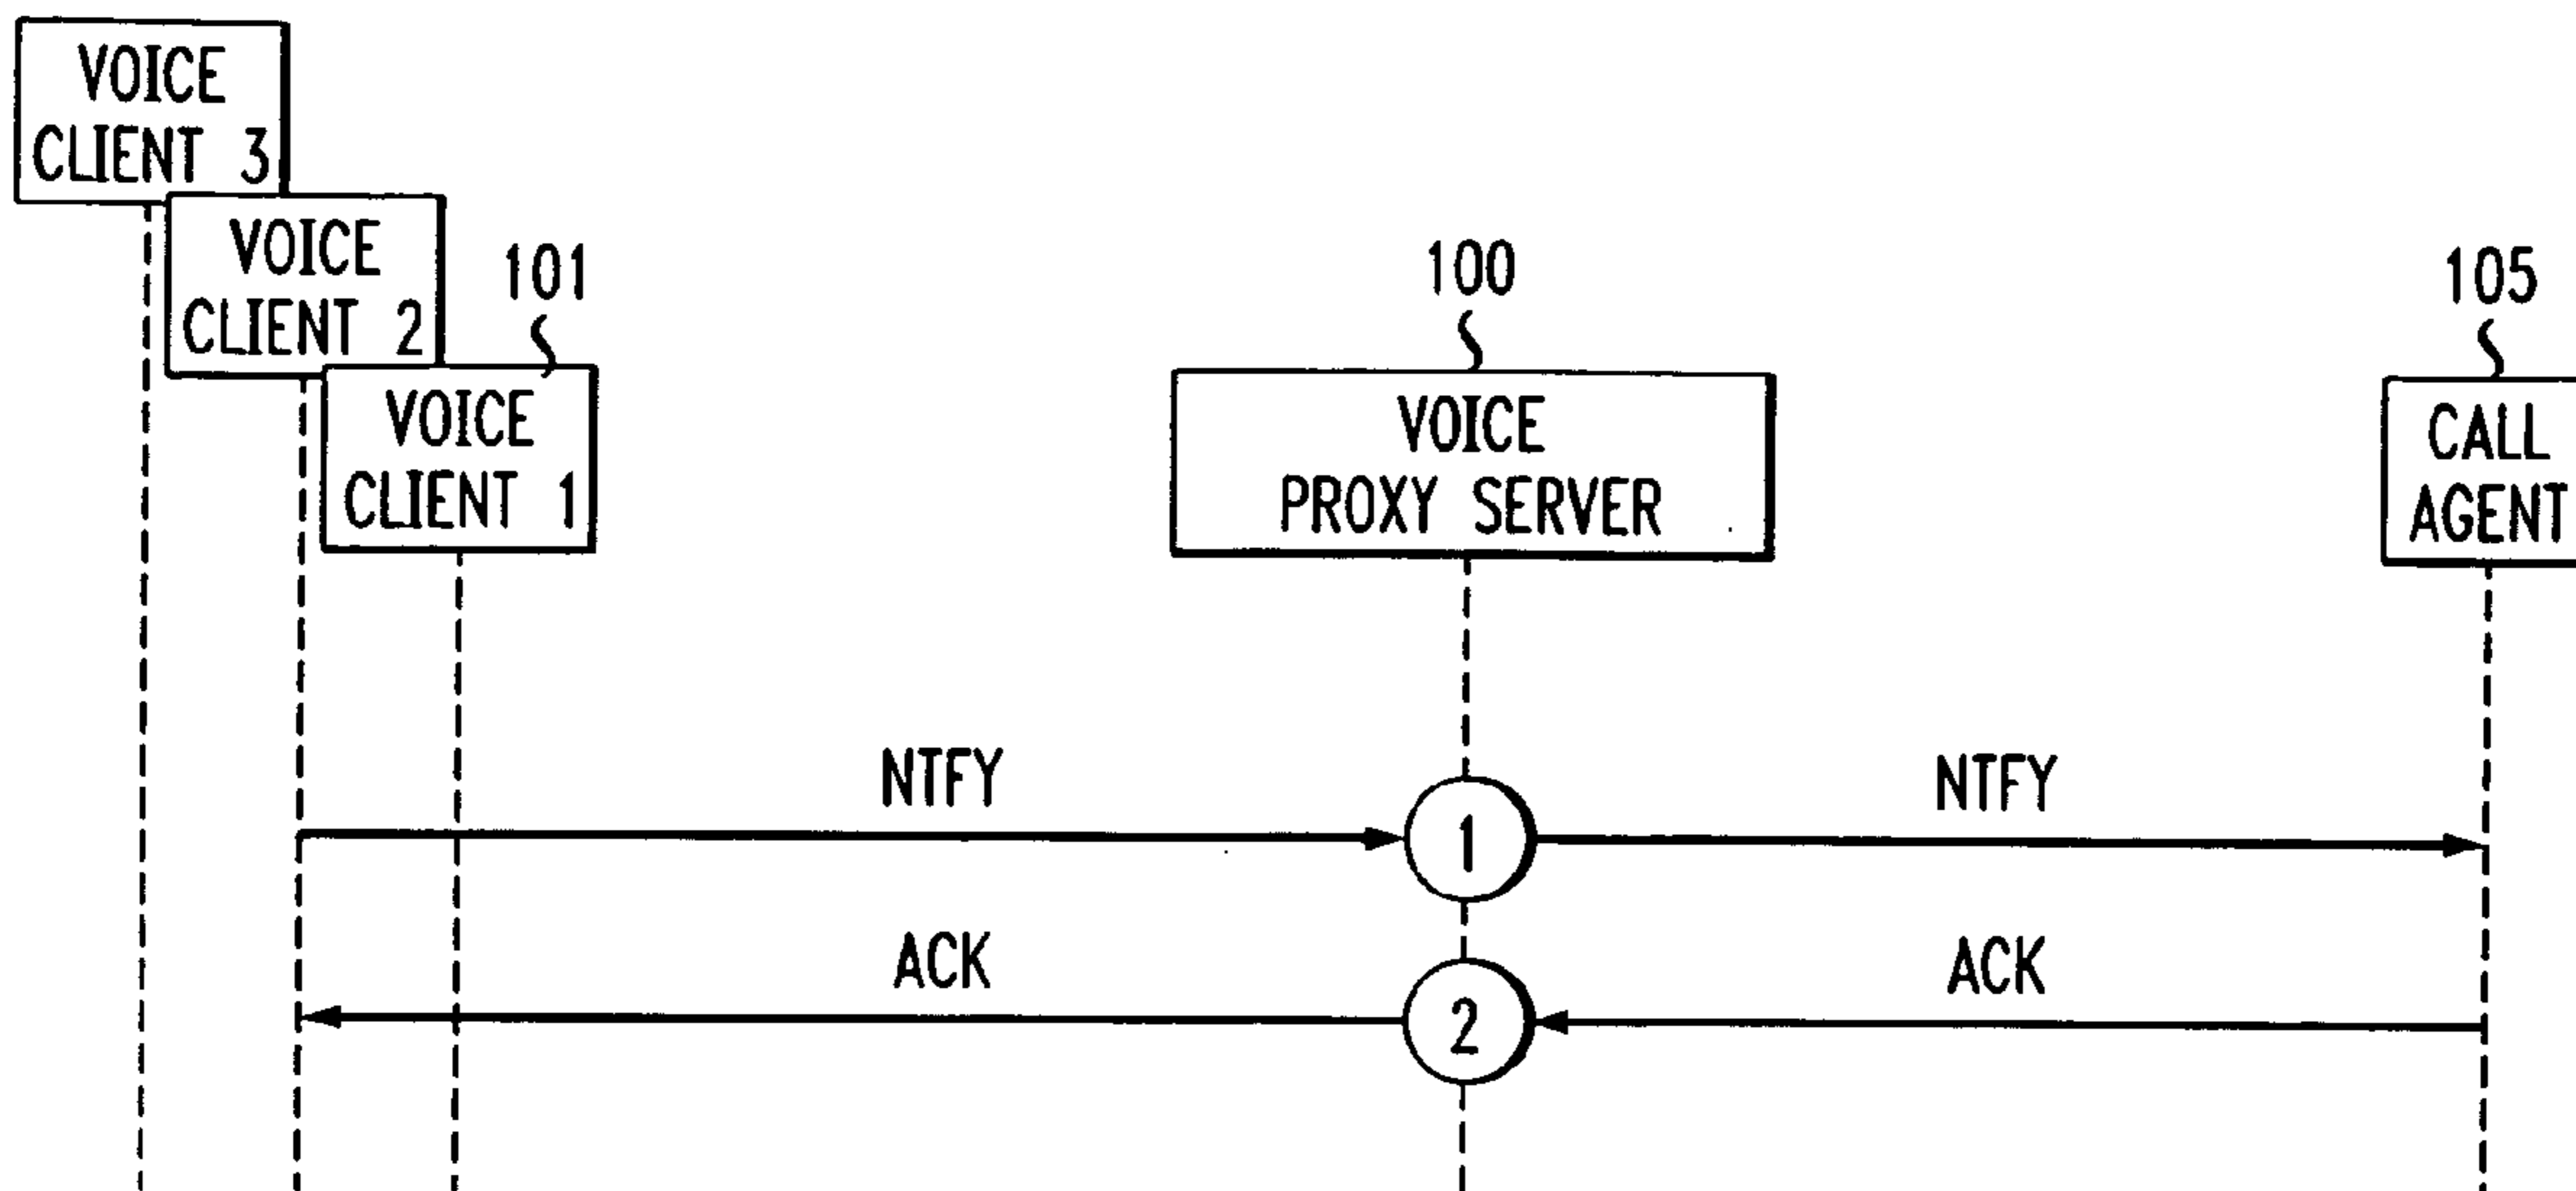 VOICE
CLIENT 3
VOICE
CLIENT 2
101
VOICE
CLIENT 1
100
VOICE
PROXY SERVER
105
CALL
AGENT
NTFY
1
NTFY
ACK
2
ACK